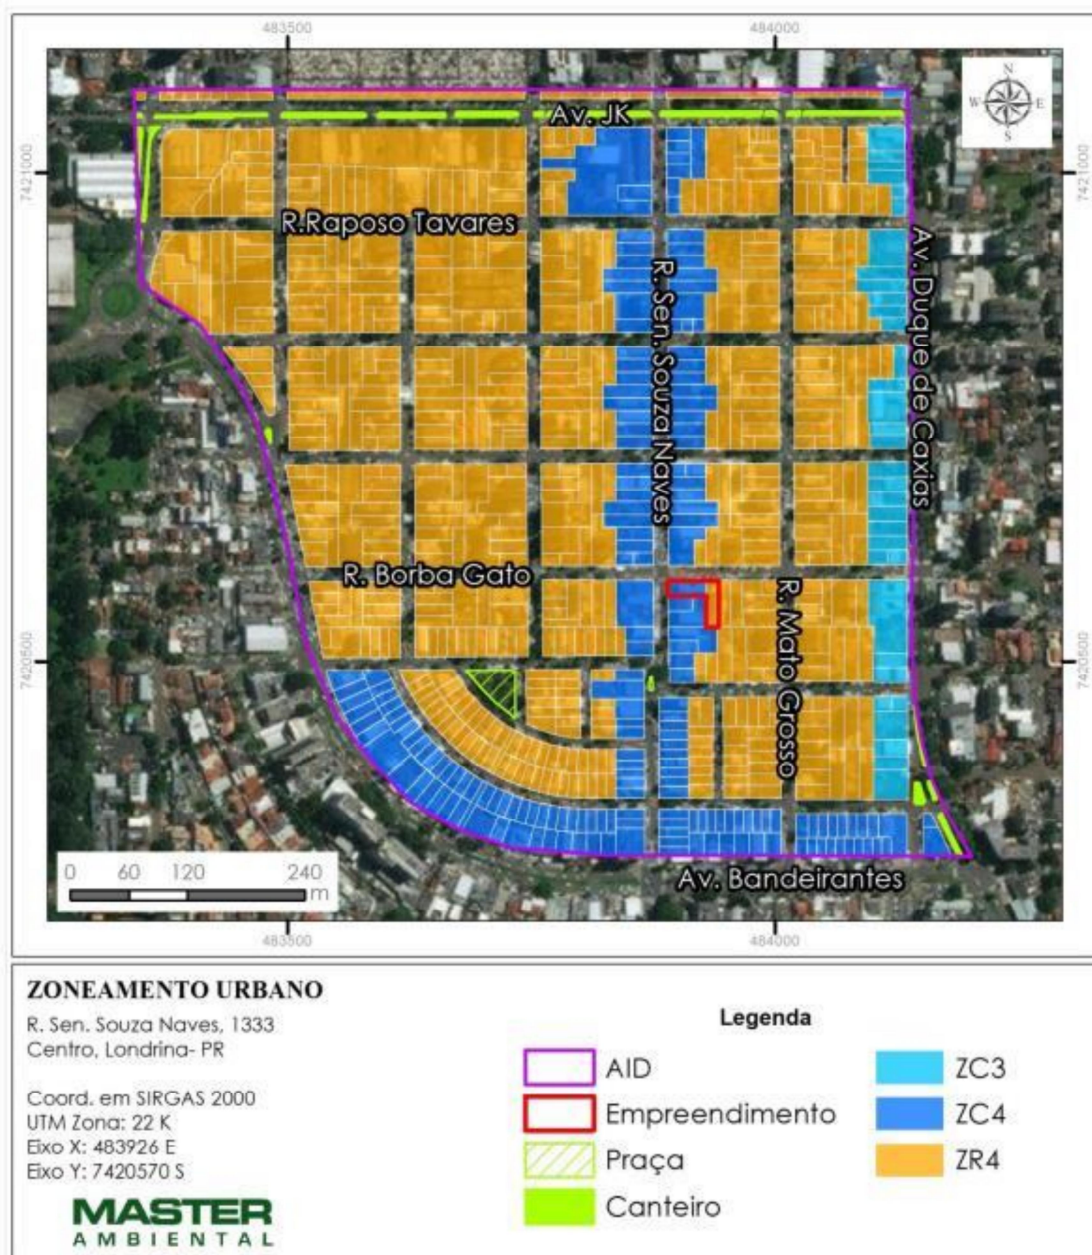 483500
484000
N
W
E
S
7421000
7421000
Av. JK
R.Raposo Tavares
R. Sen. Souza Naves
Av. Duque de Caxias
R. Borba Gato
R. Mato Grosso
7420500
7420500
0 60 120 240
m
Av. Bandeirantes
483500
484000
ZONEAMENTO URBANO
R. Sen. Souza Naves, 1333
Centro, Londrina- PR
Coord. em SIRGAS 2000
UTM Zona: 22 K
Eixo X: 483926 E
Eixo Y: 7420570 S
MASTER
AMBIENTAL
Legenda
AID
Empreendimento
Praça
Canteiro
ZC3
ZC4
ZR4